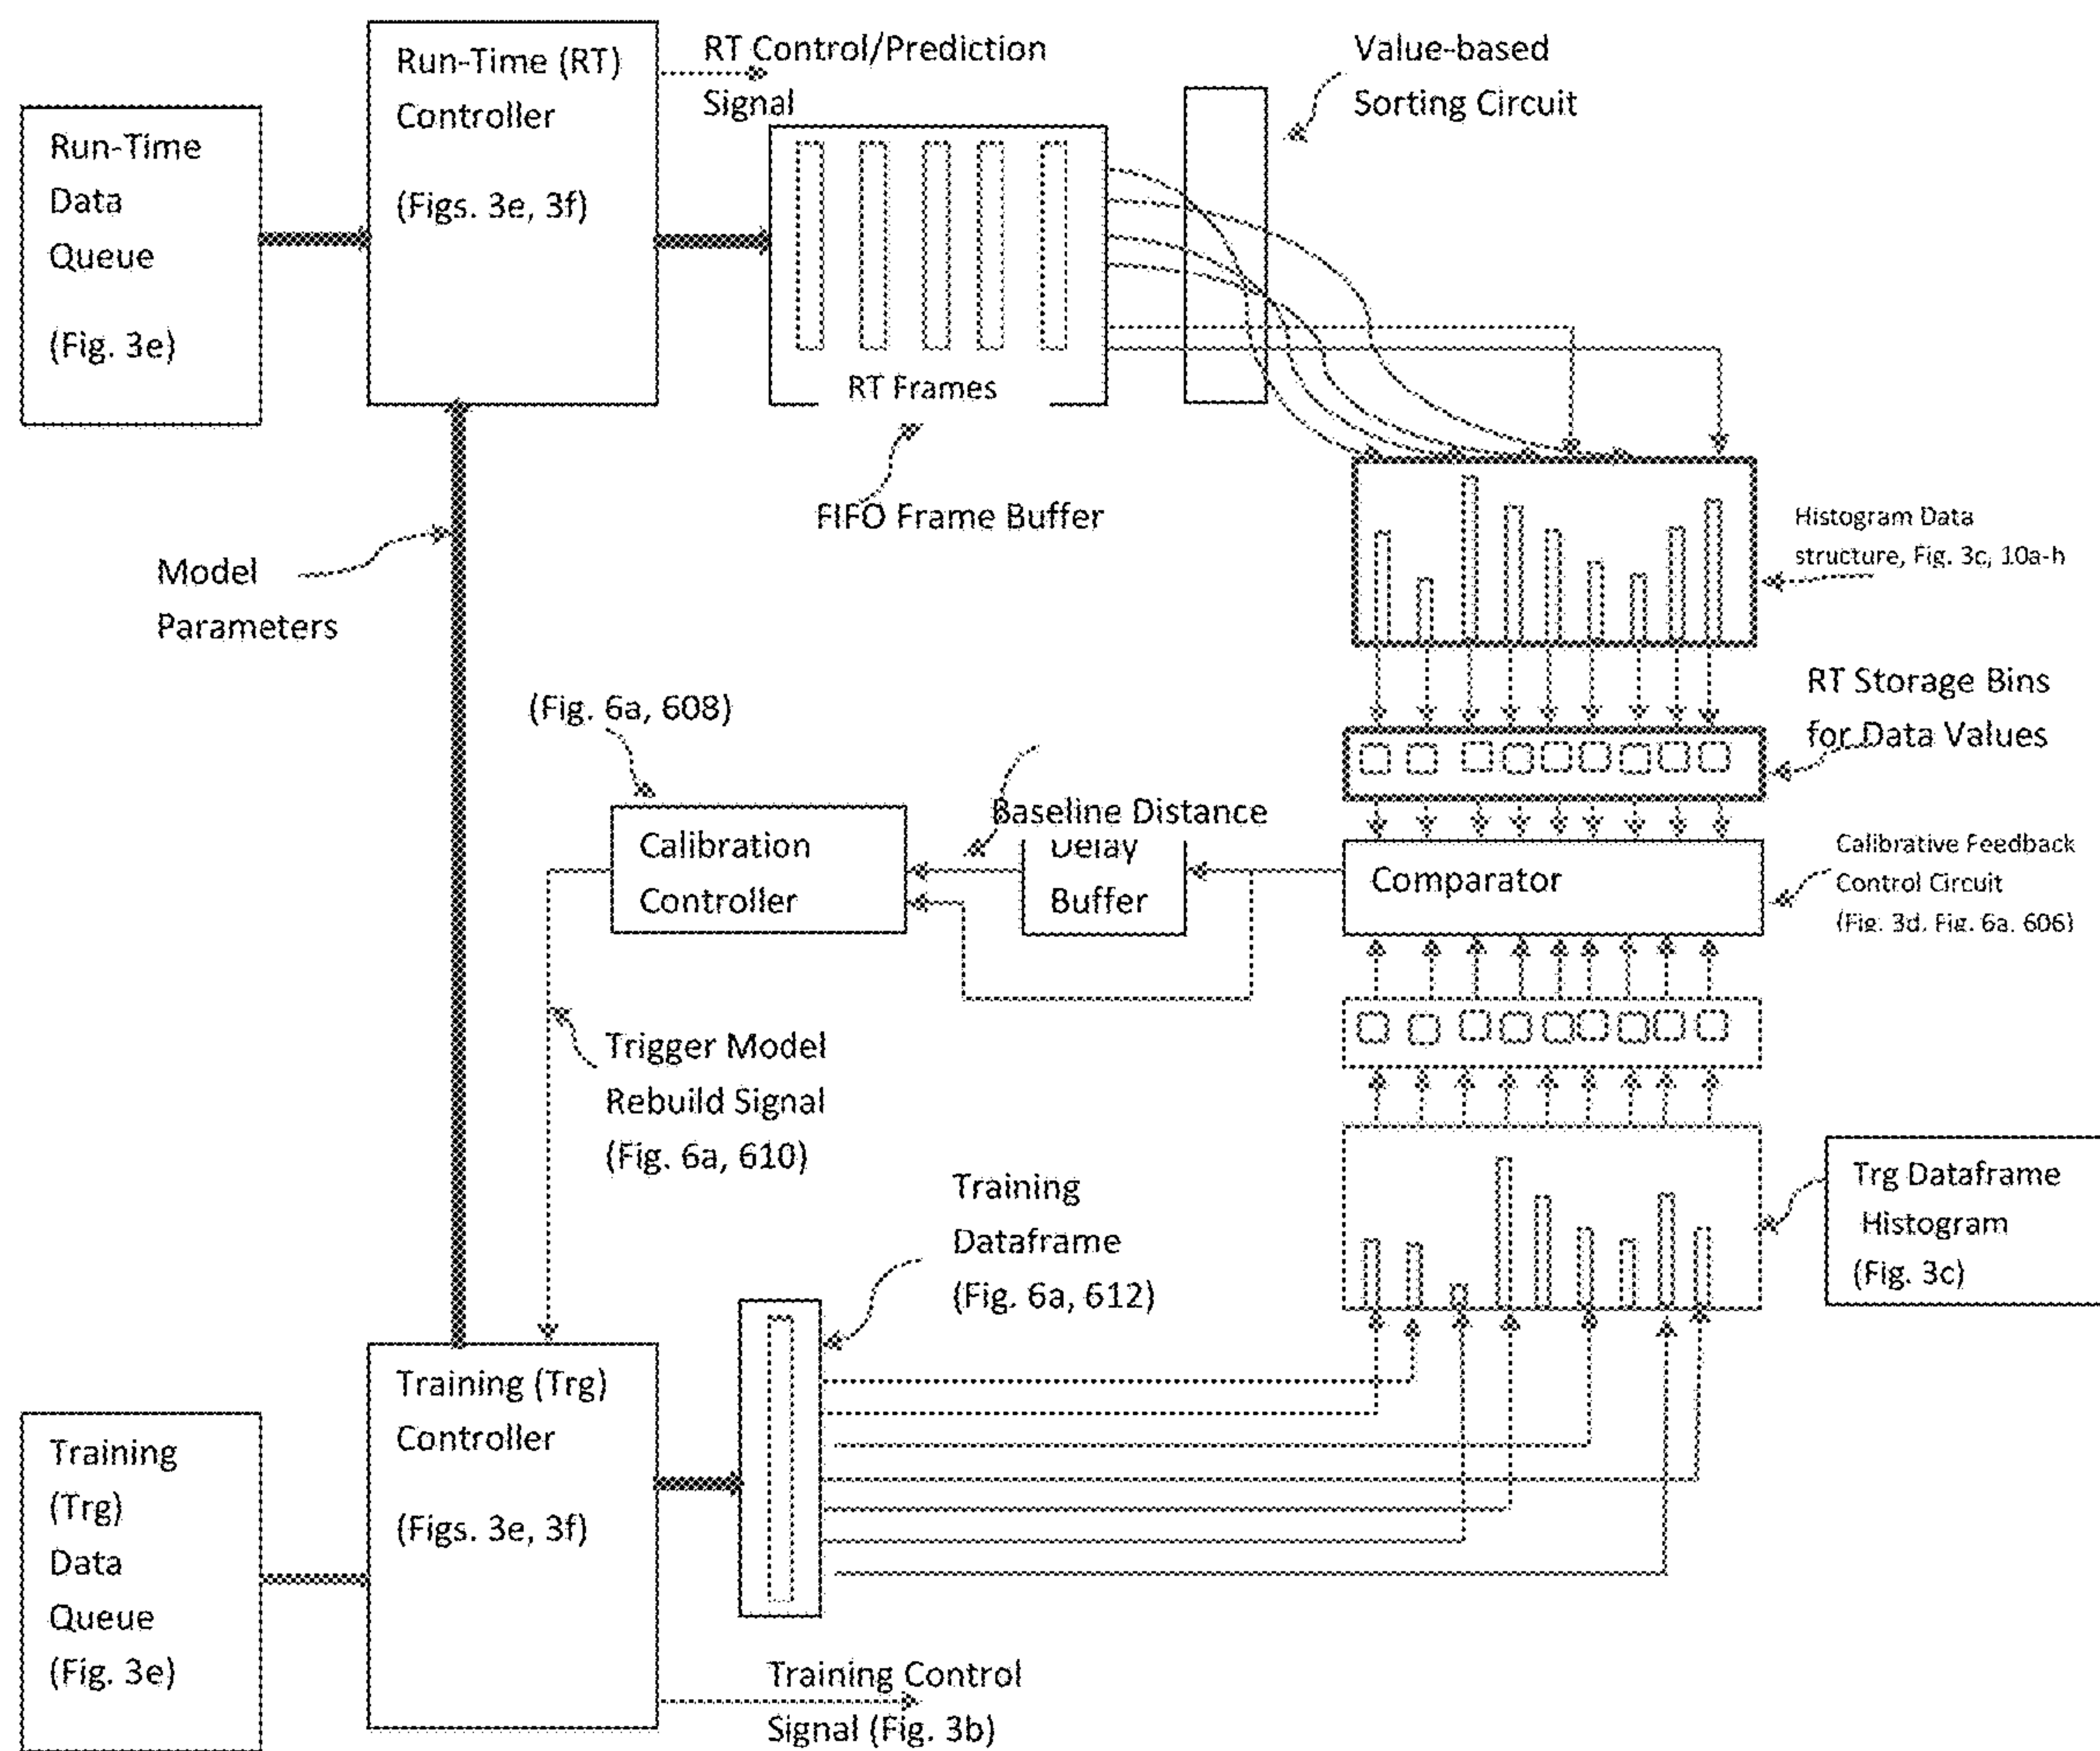 Run-Time
Data
Queue
(Fig. 3e)
Run-Time (RT)
Controller
(Figs. 3e, 3f)
RT Control/Prediction
Signal
Value-based
Sorting Circuit
RT Frames
FIFO Frame Buffer
Model
Parameters
Histogram Data
structure, Fig. 3c, 10a-h
RT Storage Bins
for Data Values
(Fig. 6a, 608)
Baseline Distance
Calibration
Controller
Delay
Buffer
Comparator
Calibrative Feedback
Control Circuit
(Fig. 3d, Fig. 6a, 606)
Trigger Model
Rebuild Signal
(Fig. 6a, 610)
Training
Dataframe
(Fig. 6a, 612)
Trg Dataframe
Histogram
(Fig. 3c)
Training (Trg)
Controller
(Figs. 3e, 3f)
Training
(Trg)
Data
Queue
(Fig. 3e)
Training Control
Signal (Fig. 3b)